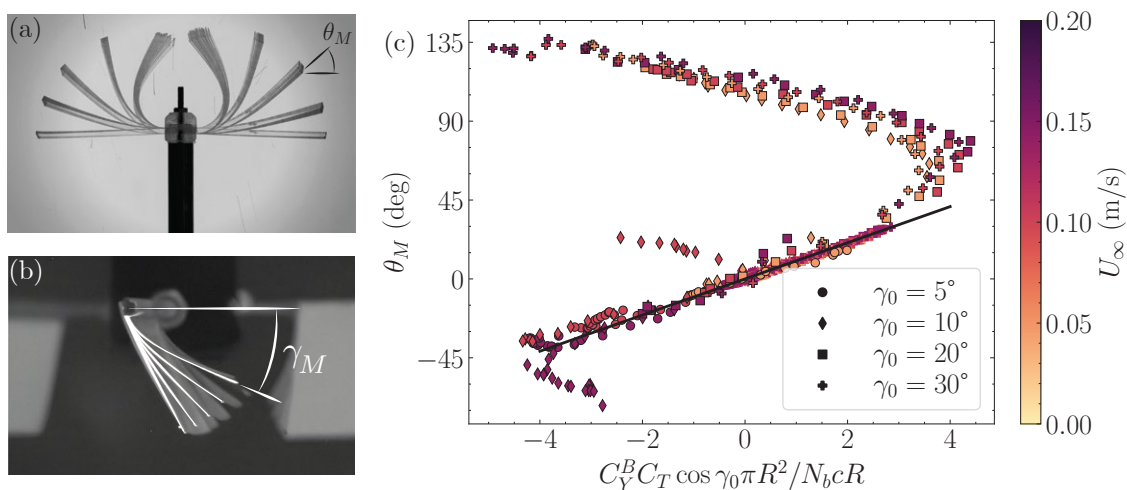 (a)
θ_M
(b)
γ_M
(c)
135
90
45
0
−45
θ_M (deg)
−4 −2 0 2 4
C_Y^B C_T cos γ_0 πR^2/N_b cR
γ_0 = 5°
γ_0 = 10°
γ_0 = 20°
γ_0 = 30°
0.20
0.15
0.10
0.05
0.00
U_∞ (m/s)